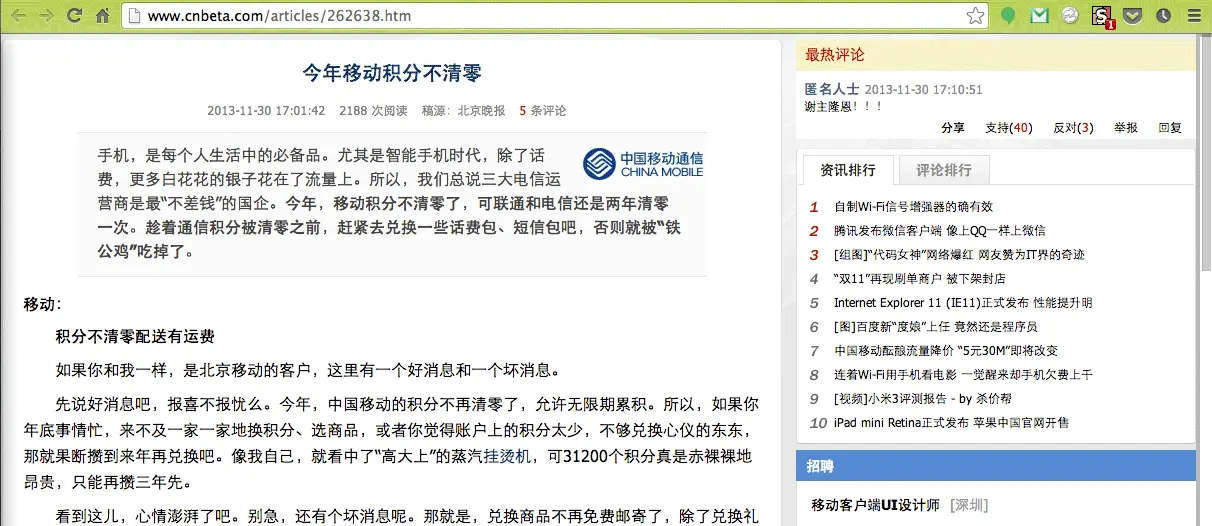 www.cnbeta.com/articles/262638.htm
S
1
今年移动积分不清零
2013-11-30 17:01:42 2188 次阅读 稿源：北京晚报 5 条评论
手机，是每个人生活中的必备品。尤其是智能手机时代，除了话
费，更多白花花的银子花在了流量上。所以，我们总说三大电信运
营商是最“不差钱”的国企。今年，移动积分不清零了，可联通和电信还是两年清零
一次。趁着通信积分被清零之前，赶紧去兑换一些话费包、短信包吧，否则就被“铁
公鸡”吃掉了。
中国移动通信
CHINA MOBILE
移动：
积分不清零配送有运费
如果你和我一样，是北京移动的客户，这里有一个好消息和一个坏消息。
先说好消息吧，报喜不报忧么。今年，中国移动的积分不再清零了，允许无限期累积。所以，如果你
年底事情忙，来不及一家一家地换积分、选商品，或者你觉得账户上的积分太少，不够兑换心仪的东东，
那就果断攒到来年再兑换吧。像我自己，就看中了“高大上”的蒸汽挂烫机，可31200个积分真是赤裸裸地
昂贵，只能再攒三年先。
看到这儿，心情澎湃了吧。别急，还有个坏消息呢。那就是，兑换商品不再免费邮寄了，除了兑换礼
最热评论
匿名人士 2013-11-30 17:10:51
谢主隆恩！！！
分享 支持(40) 反对(3) 举报 回复
资讯排行 评论排行
1 自制Wi-Fi信号增强器的确有效
2 腾讯发布微信客户端 像上QQ一样上微信
3 [组图]“代码女神”网络爆红 网友赞为IT界的奇迹
4 “双11”再现刷单商户 被下架封店
5 Internet Explorer 11 (IE11)正式发布 性能提升明
6 [图]百度新“度娘”上任 竟然还是程序员
7 中国移动酝酿流量降价 “5元30M”即将改变
8 连着Wi-Fi用手机看电影 一觉醒来却手机欠费上千
9 [视频]小米3评测报告 - by 杀价帮
10 iPad mini Retina正式发布 苹果中国官网开售
招聘
移动客户端UI设计师 [深圳]